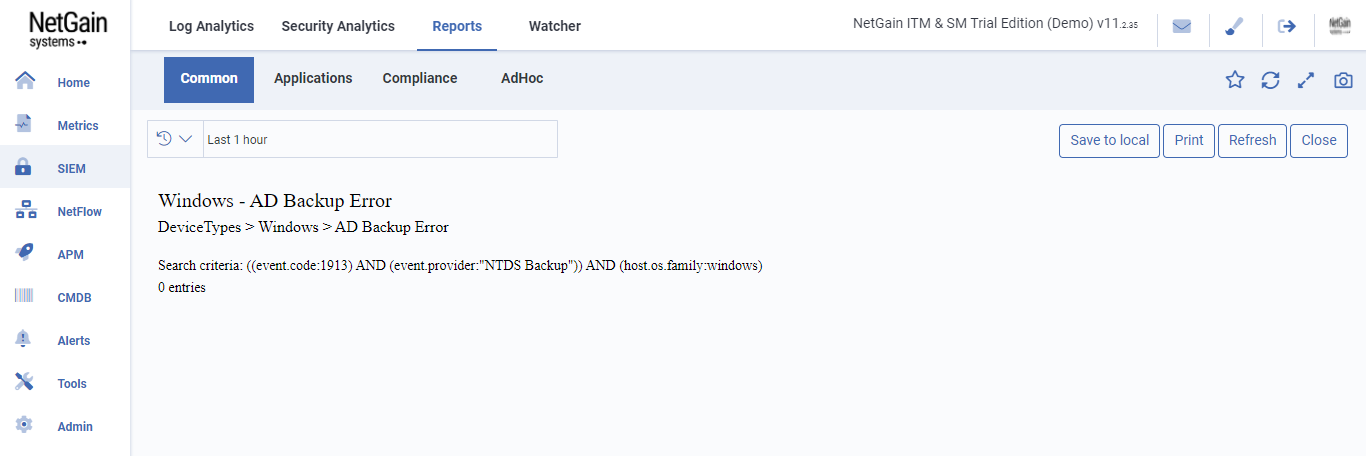 NetGain
systems
Log Analytics
Security Analytics
Reports
Watcher
NetGain ITM & SM Trial Edition (Demo) v11.2.35
NetGain
Home
Metrics
SIEM
NetFlow
APM
CMDB
Alerts
Tools
Admin
Common
Applications
Compliance
AdHoc
Last 1 hour
Save to local
Print
Refresh
Close
Windows - AD Backup Error
DeviceTypes > Windows > AD Backup Error
Search criteria: ((event.code:1913) AND (event.provider:"NTDS Backup")) AND (host.os.family:windows)
0 entries